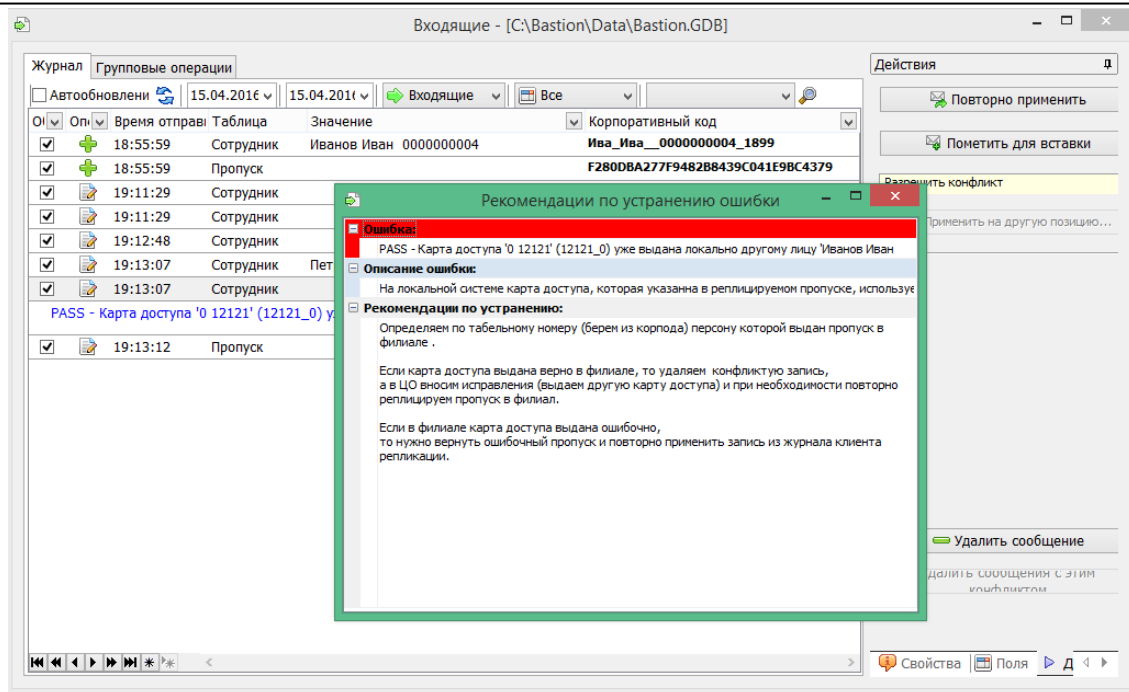 Входящие - [C:\Bastion\Data\Bastion.GDB]
Журнал Групповые операции
Автообновлени 15.04.2016 15.04.201 Входящие Все
Время отправ Таблица Значение Корпоративный код
18:55:59 Сотрудник Иванов Иван 0000000004 Ива_Ива__0000000004_1899
18:55:59 Пропуск F280DBA277F9482B8439C041E9BC4379
19:11:29 Сотрудник
19:11:29 Сотрудник
19:12:48 Сотрудник
19:13:07 Сотрудник Пет
19:13:07 Сотрудник
PASS - Карта доступа '0 12121' (12121_0) у
19:13:12 Пропуск
Рекомендации по устранению ошибки
Ошибка:
PASS - Карта доступа '0 12121' (12121_0) уже выдана локально другому лицу 'Иванов Иван
Описание ошибки:
На локальной системе карта доступа, которая указанна в реплицируемом пропуске, используе
Рекомендации по устранению:
Определяем по табельному номеру (берем из корпода) персону которой выдан пропуск в
филиале .
Если карта доступа выдана верно в филиале, то удаляем конфликтую запись,
а в ЦО вносим исправления (выдаем другую карту доступа) и при необходимости повторно
реплицируем пропуск в филиал.
Если в филиале карта доступа выдана ошибочно,
то нужно вернуть ошибочный пропуск и повторно применить запись из журнала клиента
репликации.
Действия
Повторно применить
Пометить для вставки
Разрешить конфликт
Применить на другую позицию...
Удалить сообщение
далить сообщения с этим
конфликтом
Свойства Поля Д